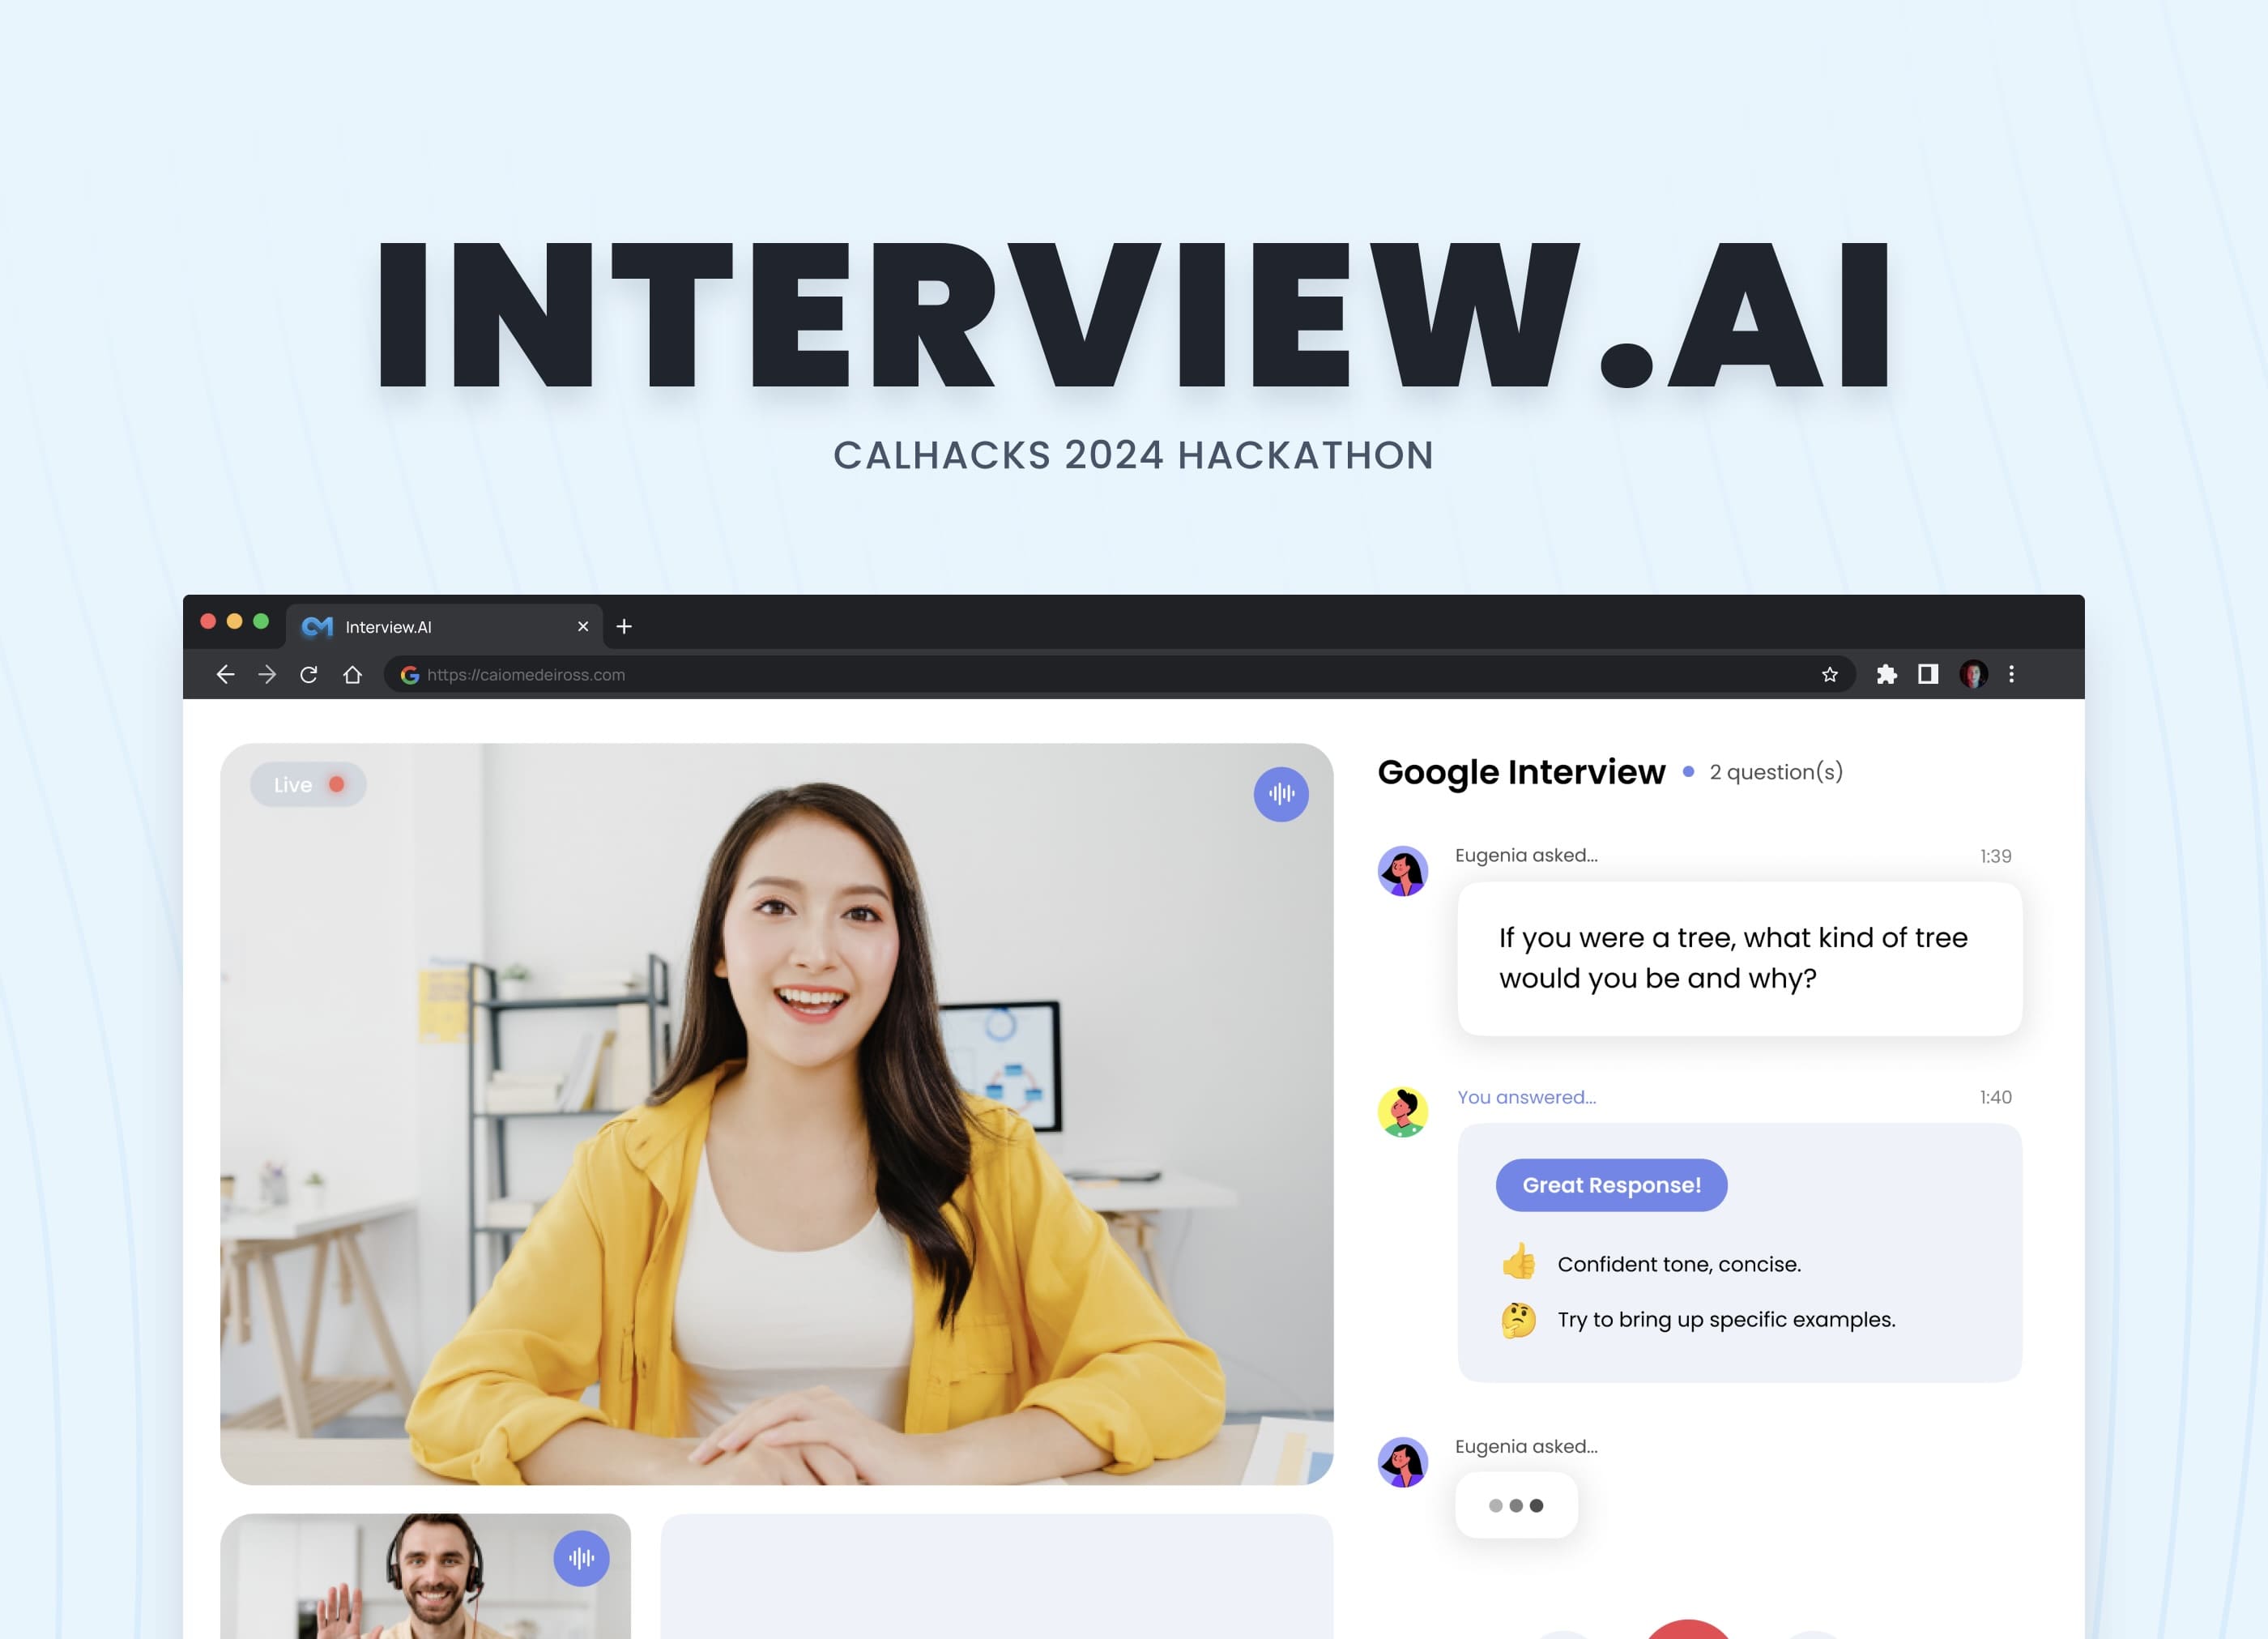 INTERVIEW.AI
CALHACKS 2024 HACKATHON
Interview.AI
https://caiomedeiross.com
Live
Google Interview • 2 question(s)
Eugenia asked... 1:39
If you were a tree, what kind of tree
would you be and why?
You answered... 1:40
Great Response!
👍 Confident tone, concise.
🤔 Try to bring up specific examples.
Eugenia asked...